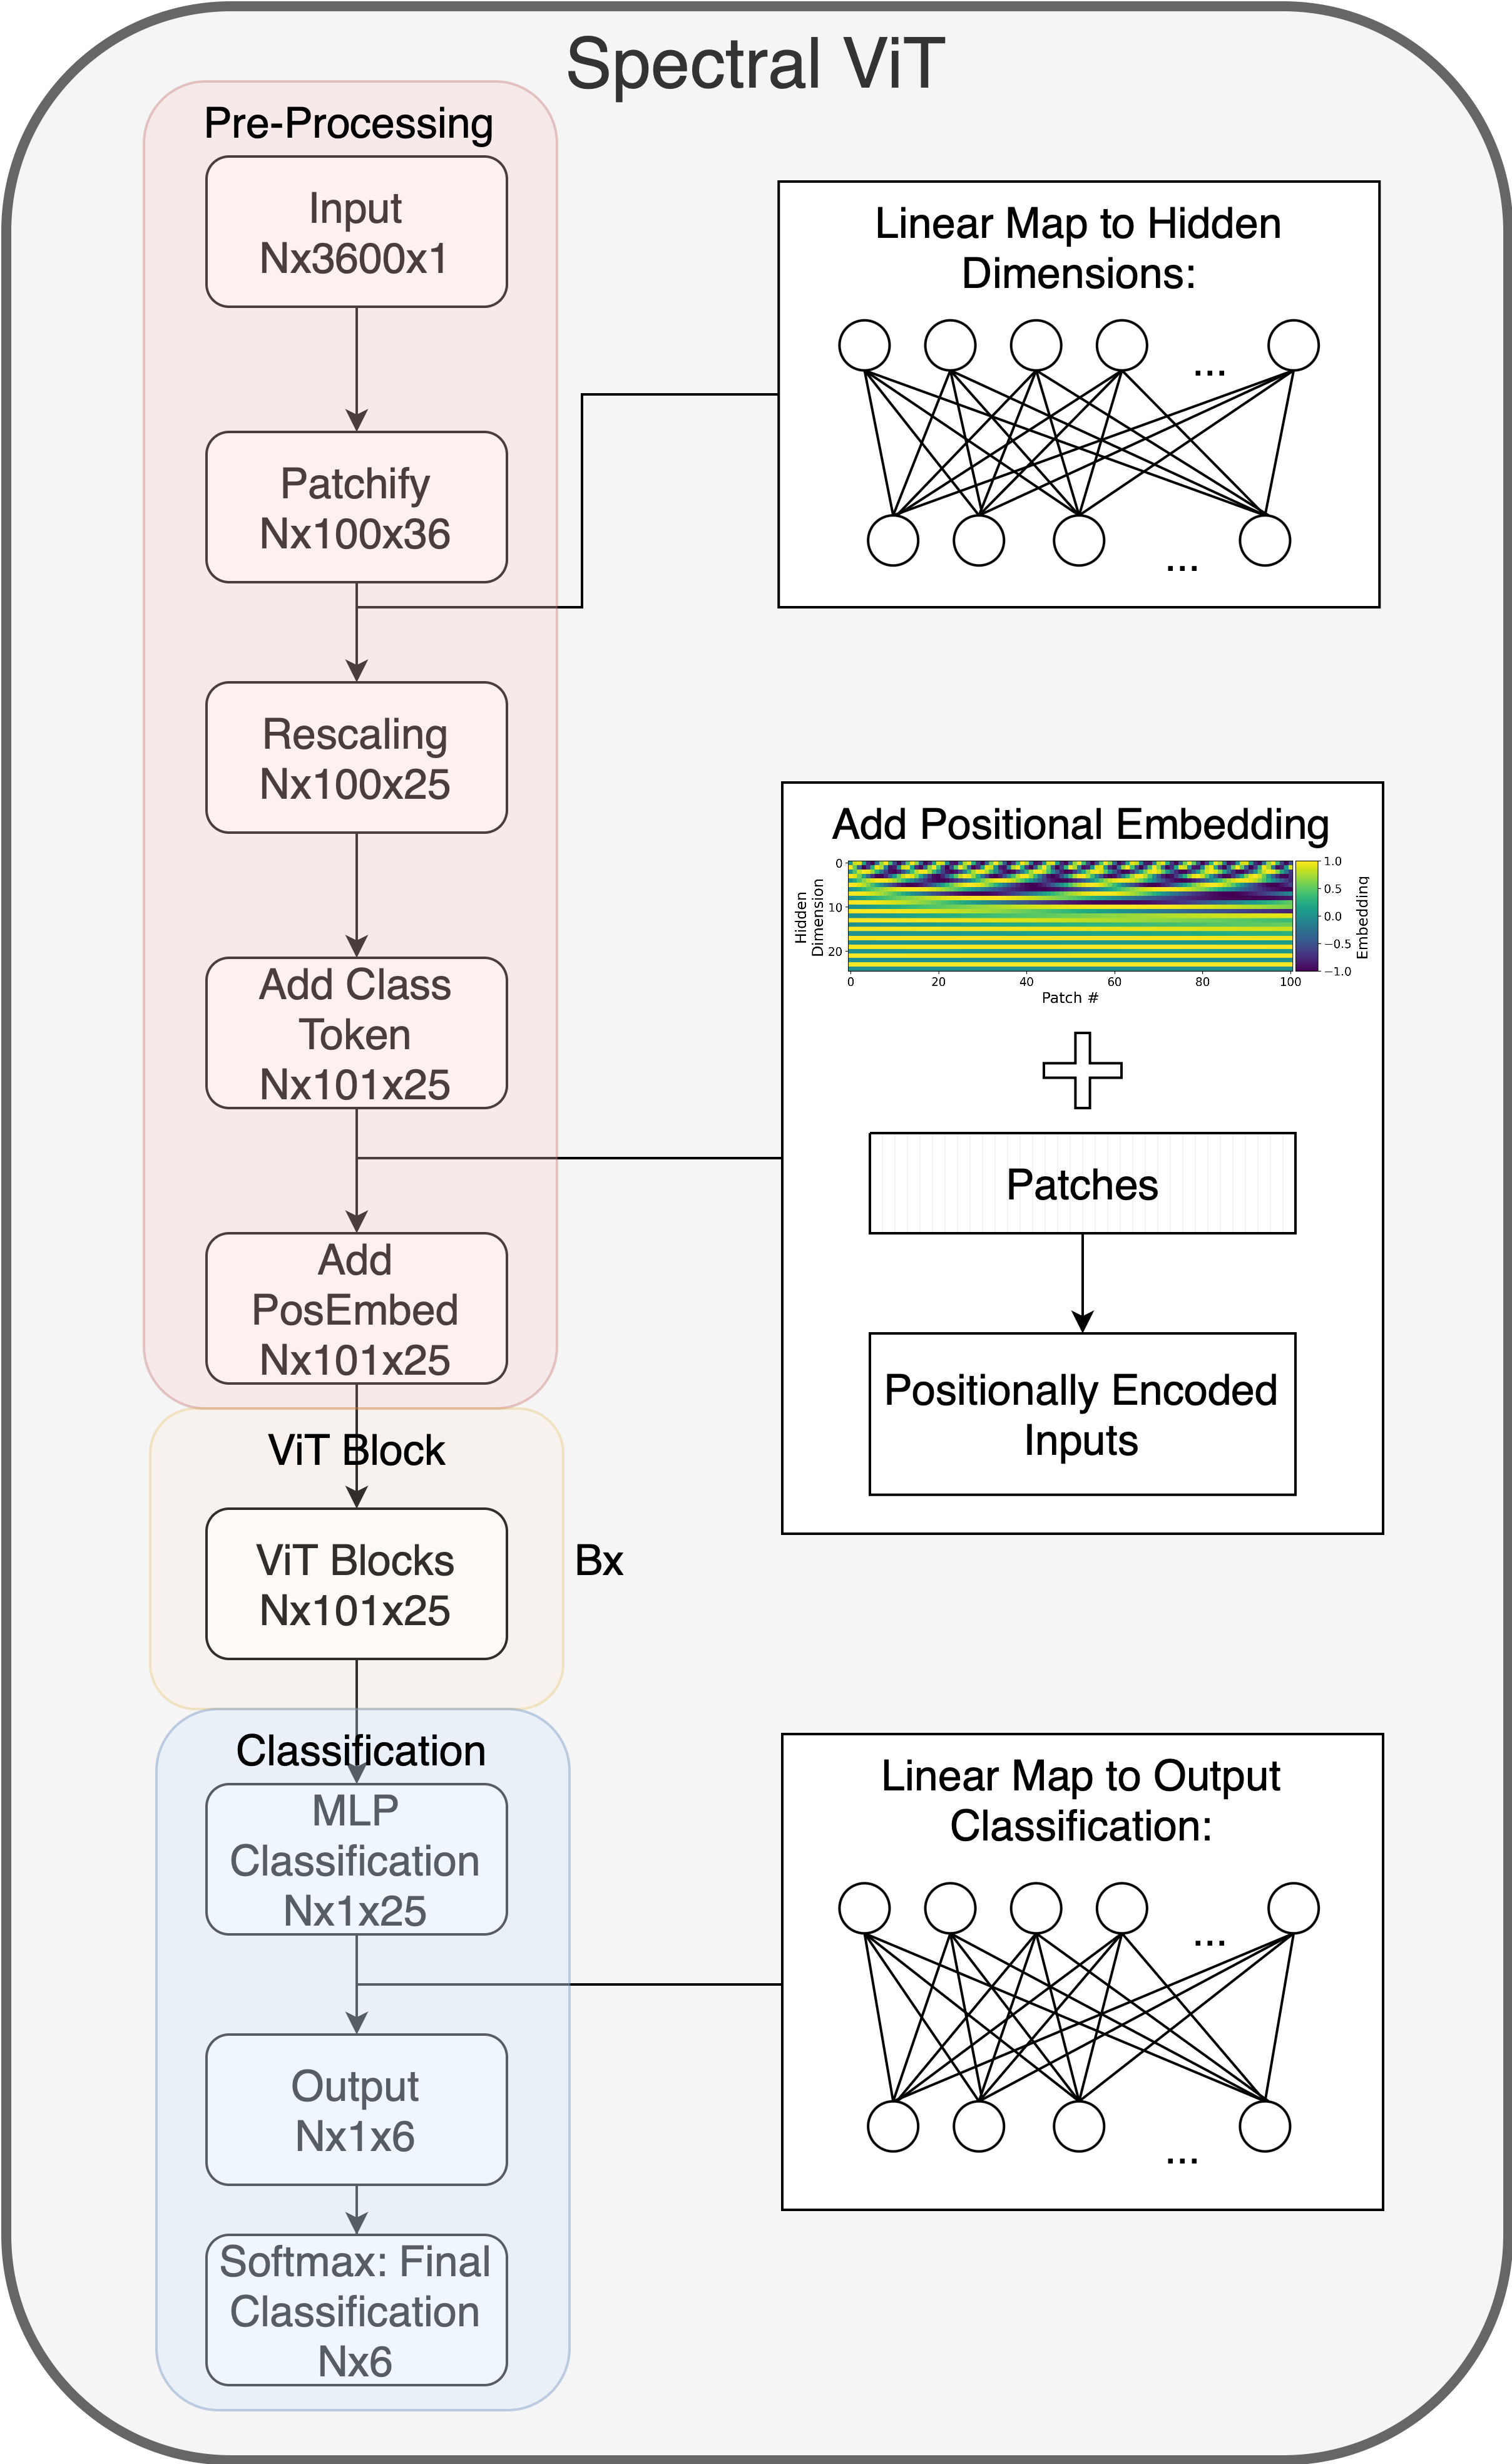 Spectral ViT
Pre-Processing
Input
Nx3600x1
Patchify
Nx100x36
Rescaling
Nx100x25
Add Class
Token
Nx101x25
Add
PosEmbed
Nx101x25
ViT Block
ViT Blocks
Nx101x25
Bx
Classification
MLP
Classification
Nx1x25
Output
Nx1x6
Softmax: Final
Classification
Nx6
Linear Map to Hidden
Dimensions:
...
...
Add Positional Embedding
Hidden
Dimension
0
10
20
0 20 40 60 80 100
Patch #
1.0
0.5
0.0
−0.5
−1.0
Embedding
Patches
Positionally Encoded
Inputs
Linear Map to Output
Classification:
...
...